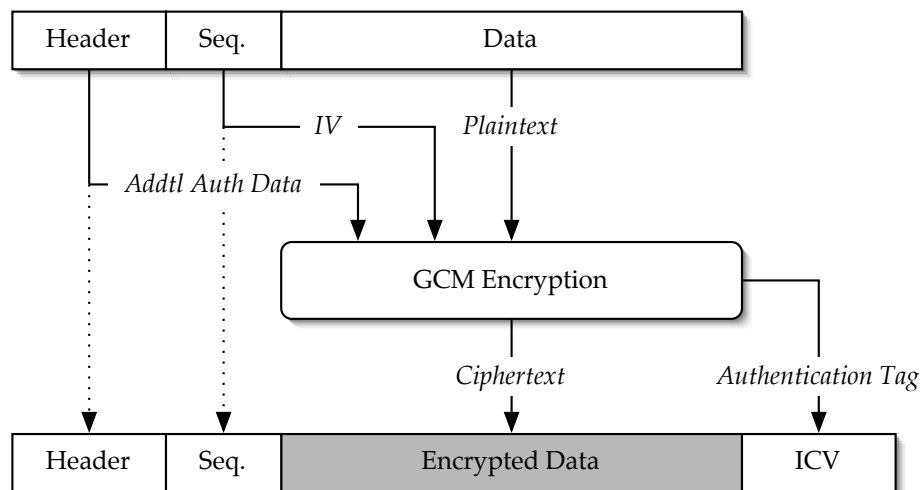 Header Seq. Data
IV Plaintext
Addtl Auth Data
GCM Encryption
Ciphertext Authentication Tag
Header Seq. Encrypted Data ICV